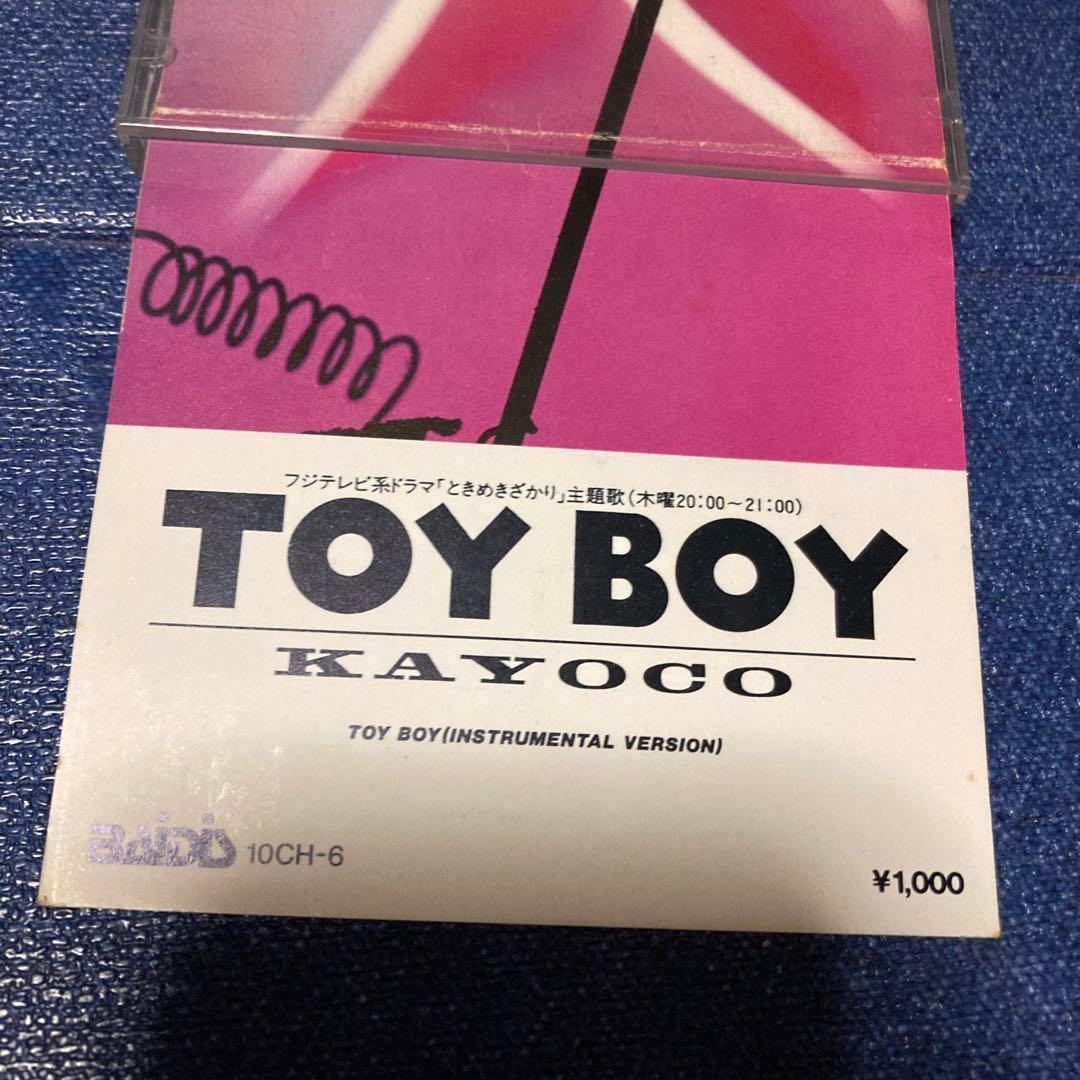 フジテレビ系ドラマ「ときめきざかり」主題歌(木曜20:00〜21:00)
TOY BOY
KAYOCO
TOY BOY(INSTRUMENTAL VERSION)
BAIDIS 10CH-6
¥1,000